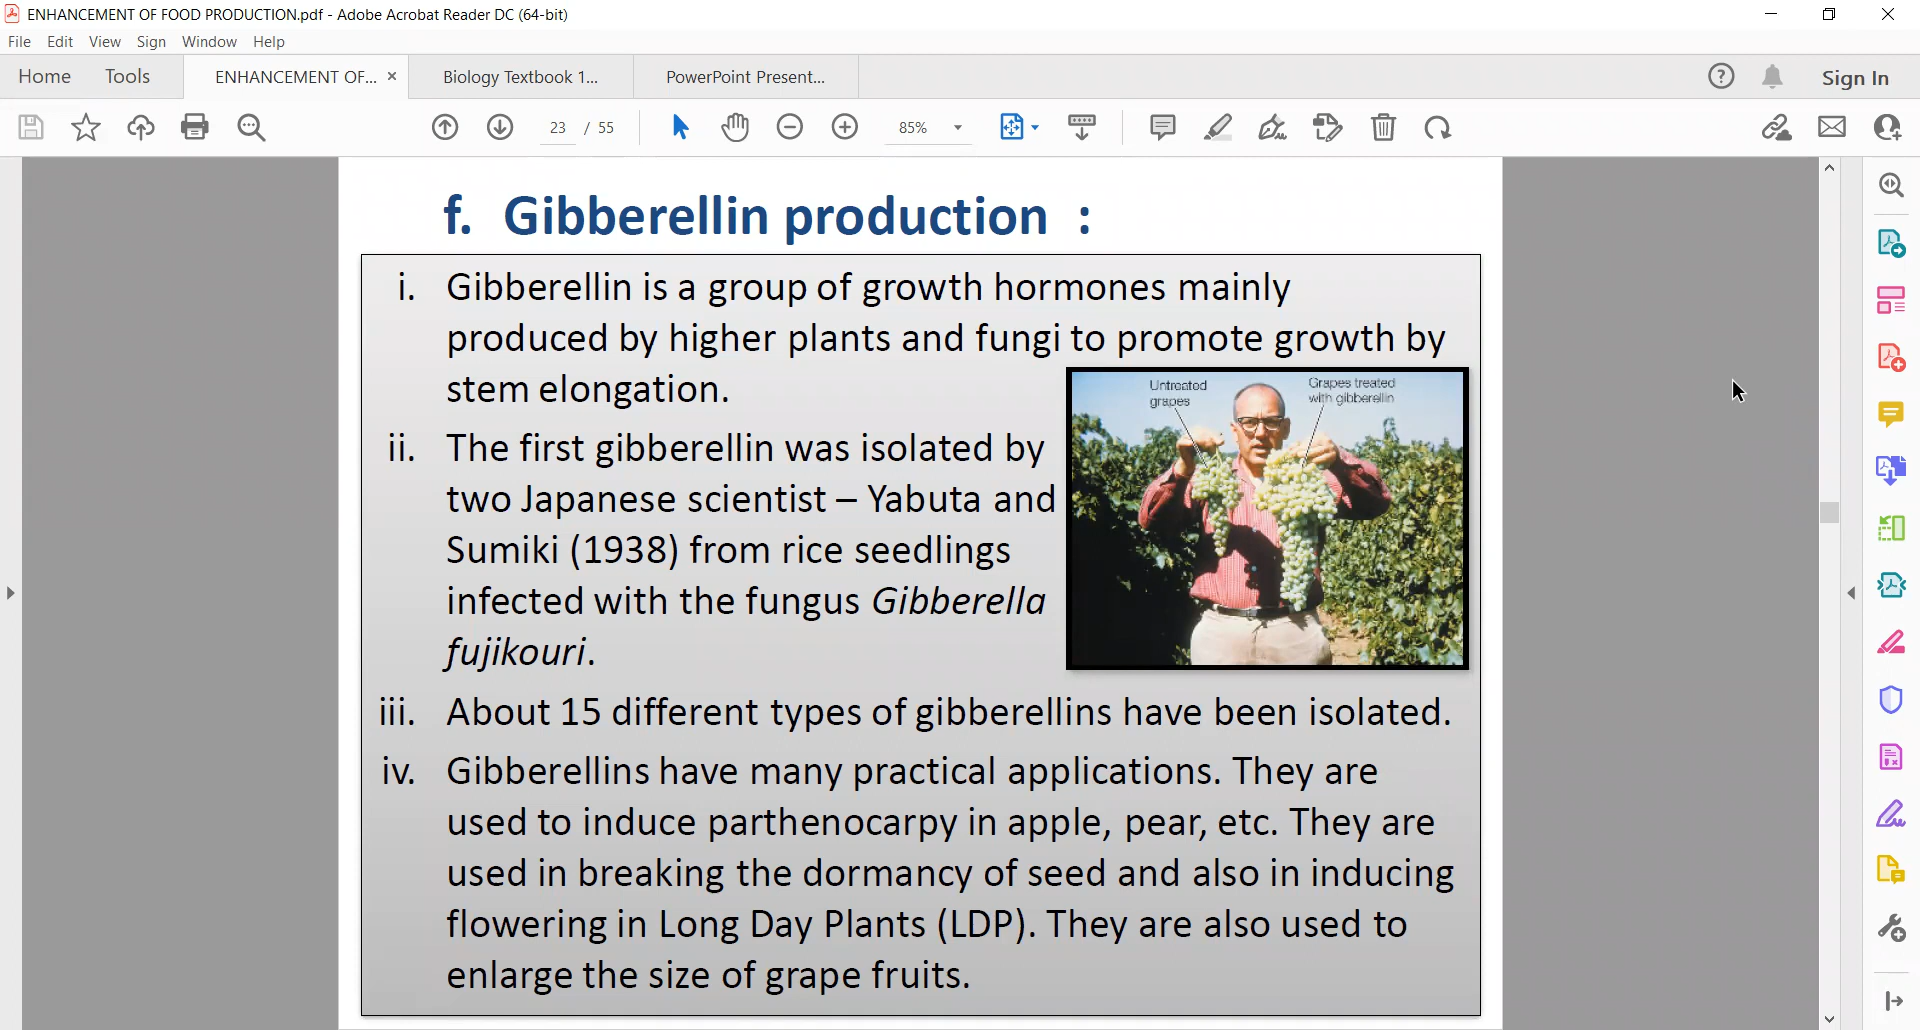 ENHANCEMENT OF FOOD PRODUCTION.pdf - Adobe Acrobat Reader DC (64-bit)
File Edit View Sign Window Help
Home Tools ENHANCEMENT OF... × Biology Textbook 1... PowerPoint Present... Sign In
23 / 55 85%
f. Gibberellin production :
i. Gibberellin is a group of growth hormones mainly
produced by higher plants and fungi to promote growth by
stem elongation.
Untreated
grapes
Grapes treated
with gibberellin
ii. The first gibberellin was isolated by
two Japanese scientist – Yabuta and
Sumiki (1938) from rice seedlings
infected with the fungus Gibberella
fujikouri.
iii. About 15 different types of gibberellins have been isolated.
iv. Gibberellins have many practical applications. They are
used to induce parthenocarpy in apple, pear, etc. They are
used in breaking the dormancy of seed and also in inducing
flowering in Long Day Plants (LDP). They are also used to
enlarge the size of grape fruits.